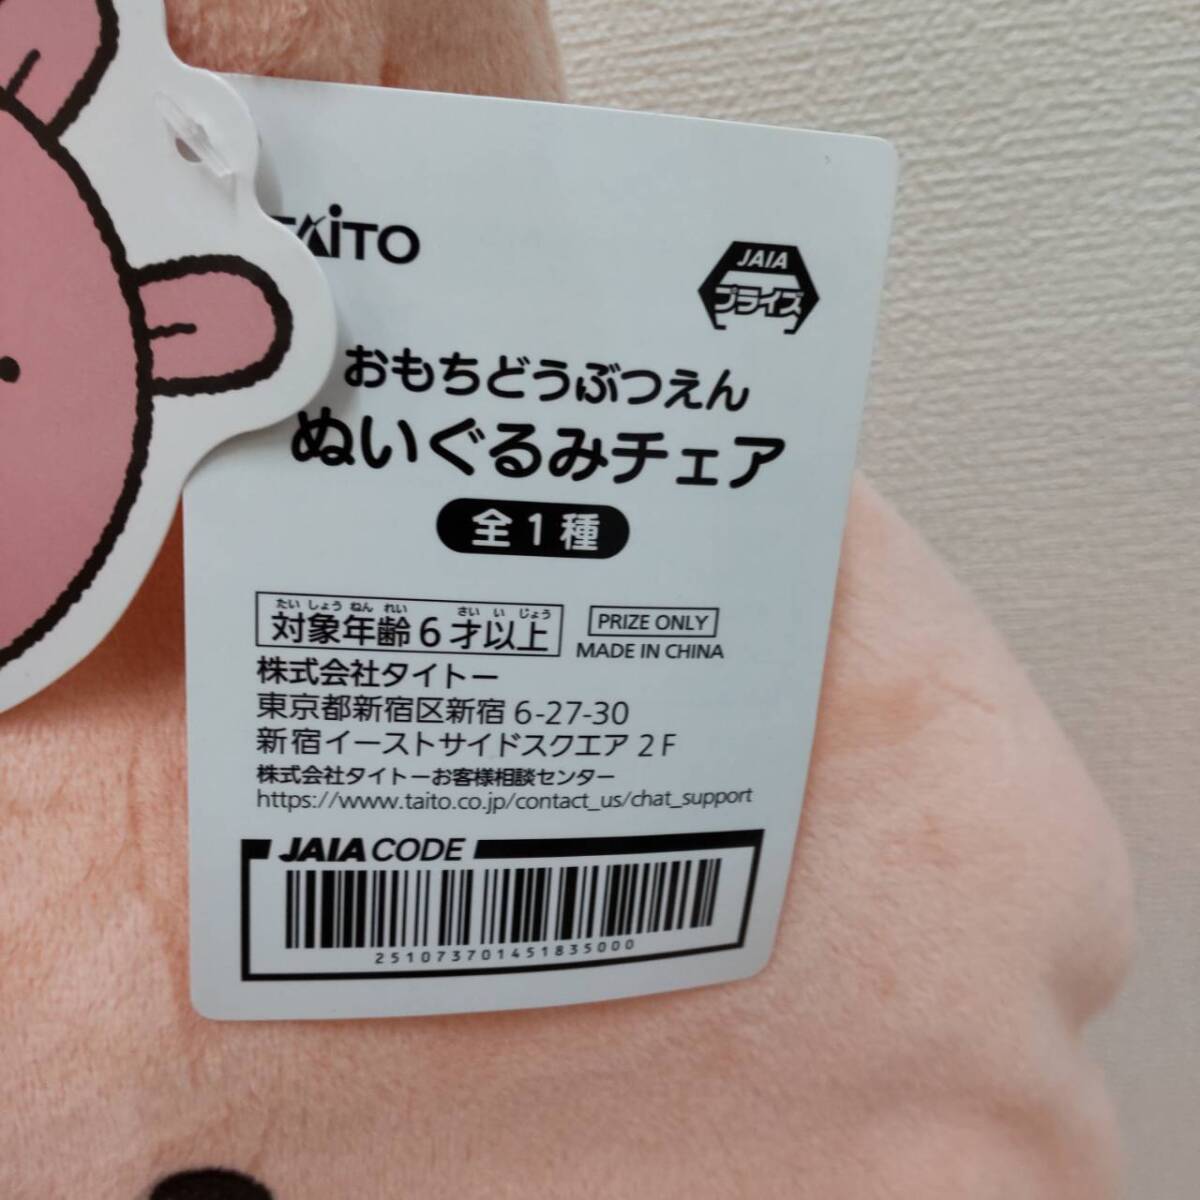 TAITO
JAIA
プライズ
おもちどうぶつえん
ぬいぐるみチェア
全1種
たいしょうねんれい さいいじょう
対象年齢6才以上
PRIZE ONLY
MADE IN CHINA
株式会社タイトー
東京都新宿区新宿 6-27-30
新宿イーストサイドスクエア 2F
株式会社タイトーお客様相談センター
https://www.taito.co.jp/contact_us/chat_support
JAIA CODE
2510737014518​35000